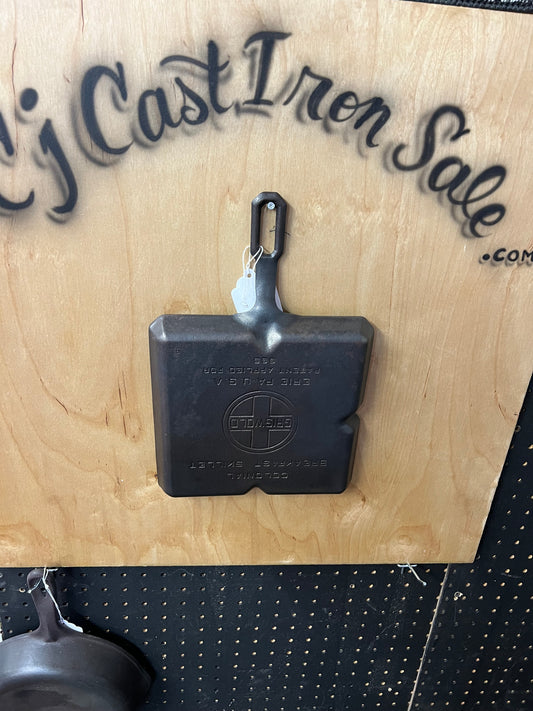 Cast Iron Sale
.COM
COLONIAL
BREAKFAST SKILLET
GRISWOLD
ERIE PA U.S.A.
PATENT APPLIED FOR
666